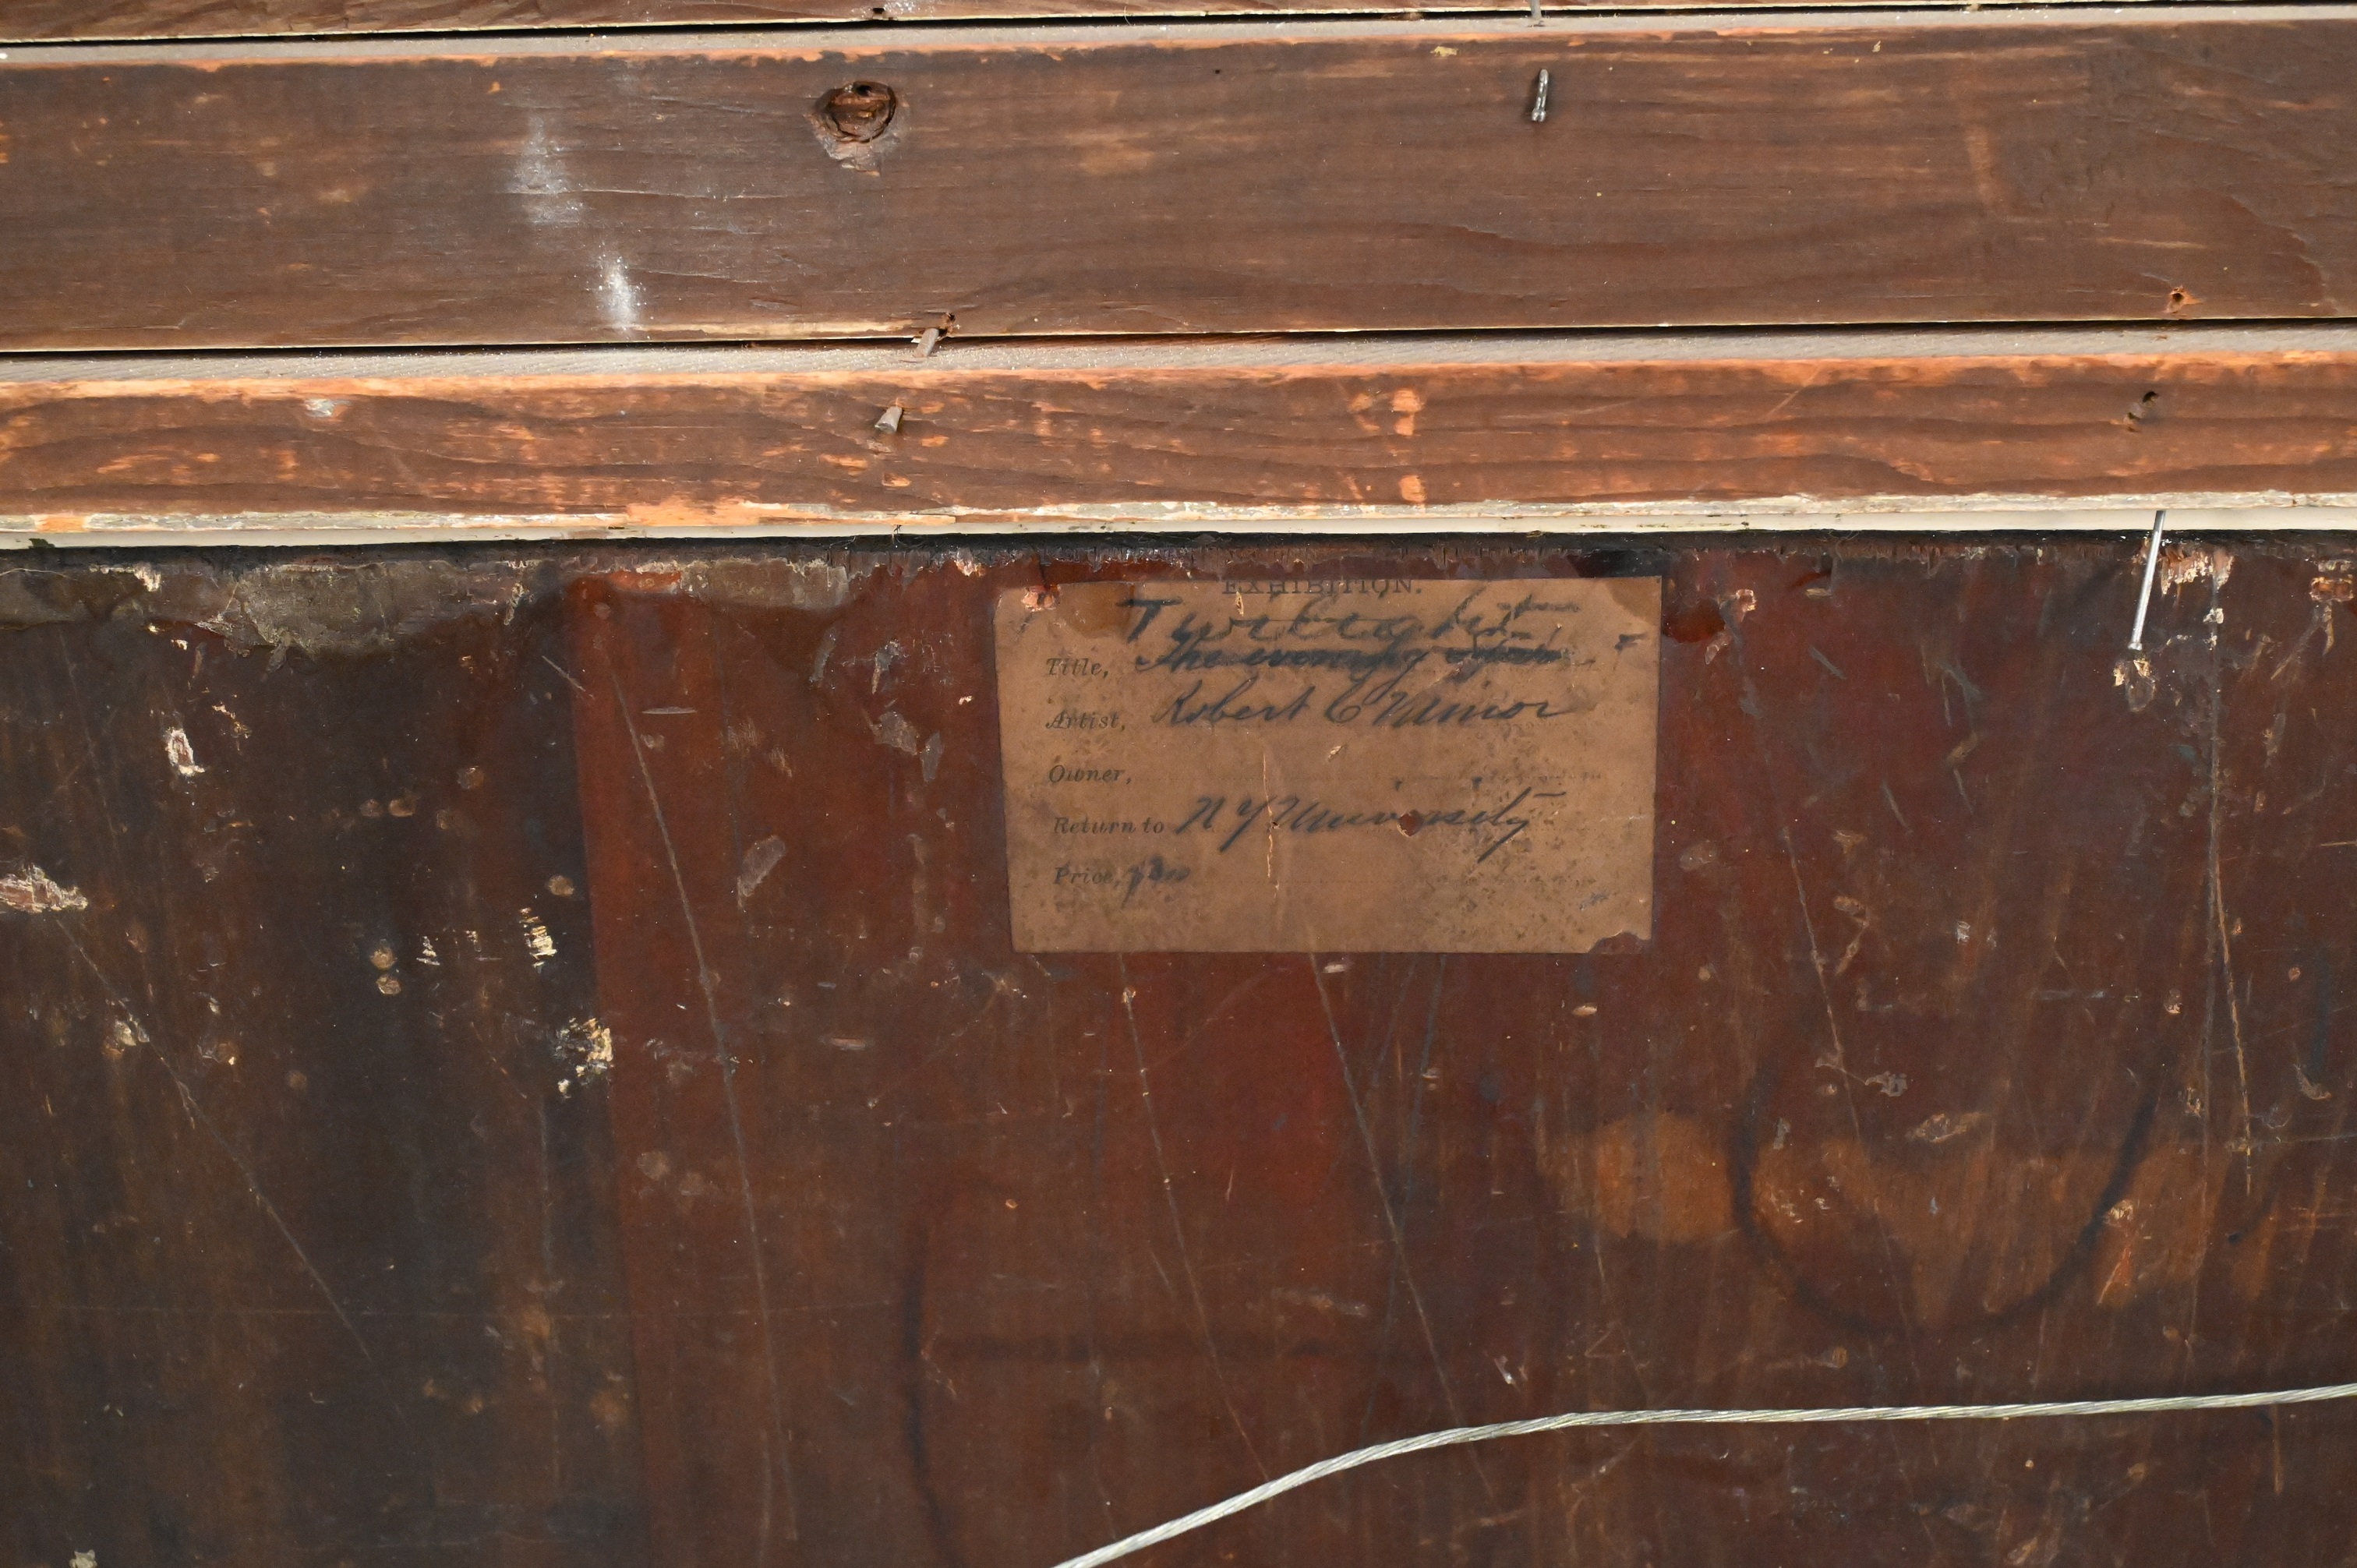 EXHIBITION.
Twilight
Title, The evening
Artist, Robert C Minor
Owner,
Return to N Y University
Price,